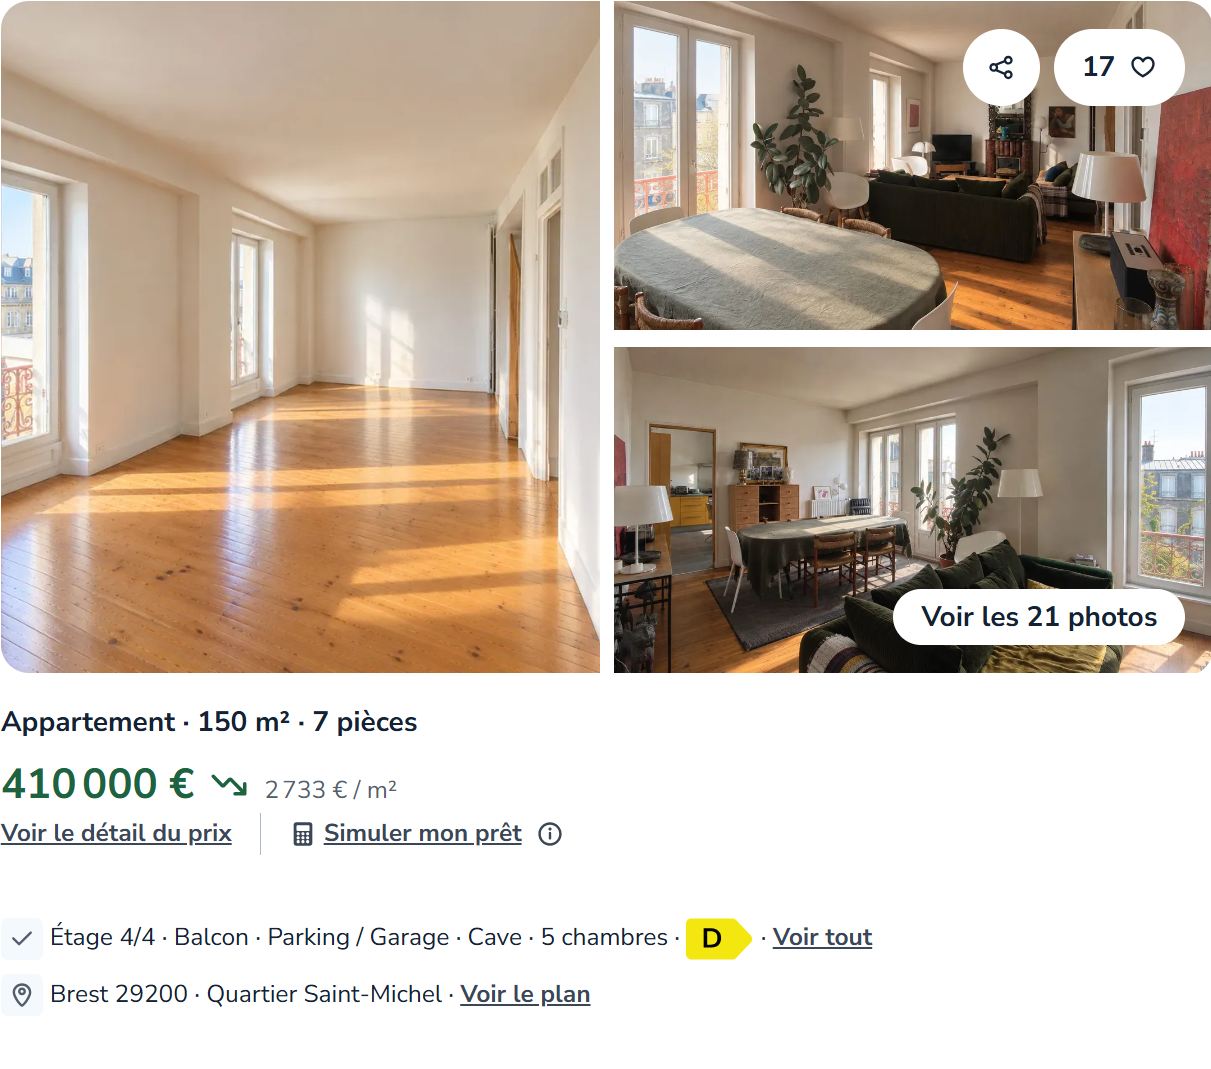 17
Voir les 21 photos
Appartement · 150 m² · 7 pièces
410 000 € 2 733 € / m²
Voir le détail du prix Simuler mon prêt
Étage 4/4 · Balcon · Parking / Garage · Cave · 5 chambres · D · Voir tout
Brest 29200 · Quartier Saint-Michel · Voir le plan